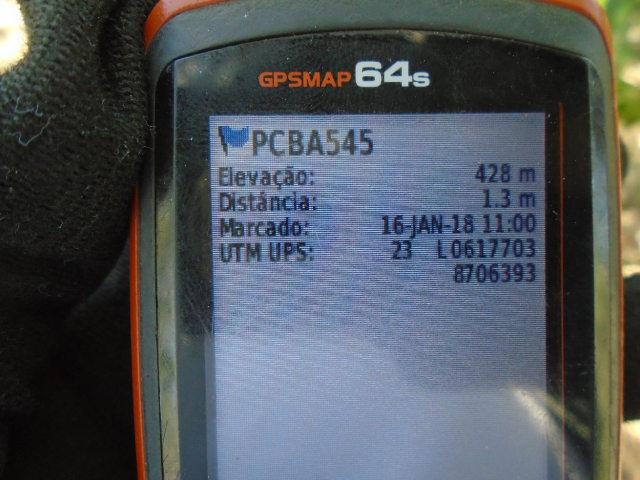 GPSMAP 64s
PCBA545
Elevação: 428 m
Distância: 1.3 m
Marcado: 16-JAN-18 11:00
UTM UPS: 23 L 0617703
8706393